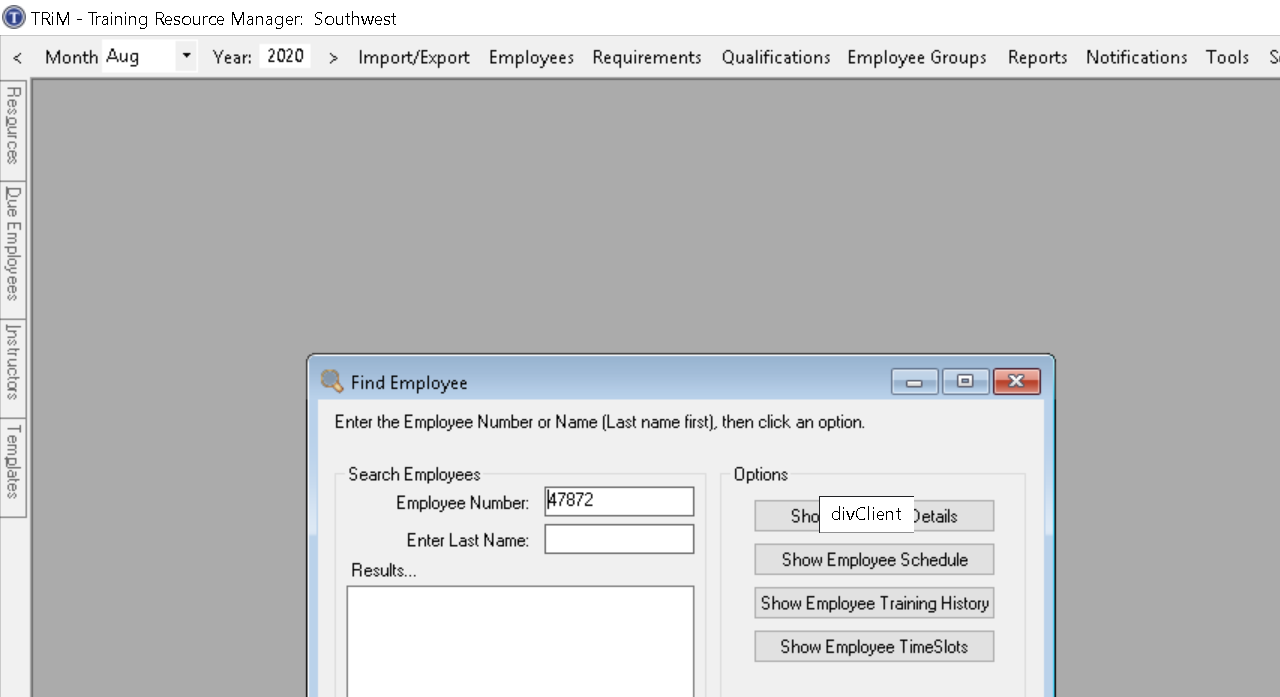 TRiM - Training Resource Manager: Southwest
< Month Aug Year: 2020 > Import/Export Employees Requirements Qualifications Employee Groups Reports Notifications Tools
Resources
Due Employees
Instructors
Templates
Find Employee
Enter the Employee Number or Name (Last name first), then click an option.
Search Employees
Employee Number: 47872
Enter Last Name:
Results...
Options
Sho divClient Details
Show Employee Schedule
Show Employee Training History
Show Employee TimeSlots